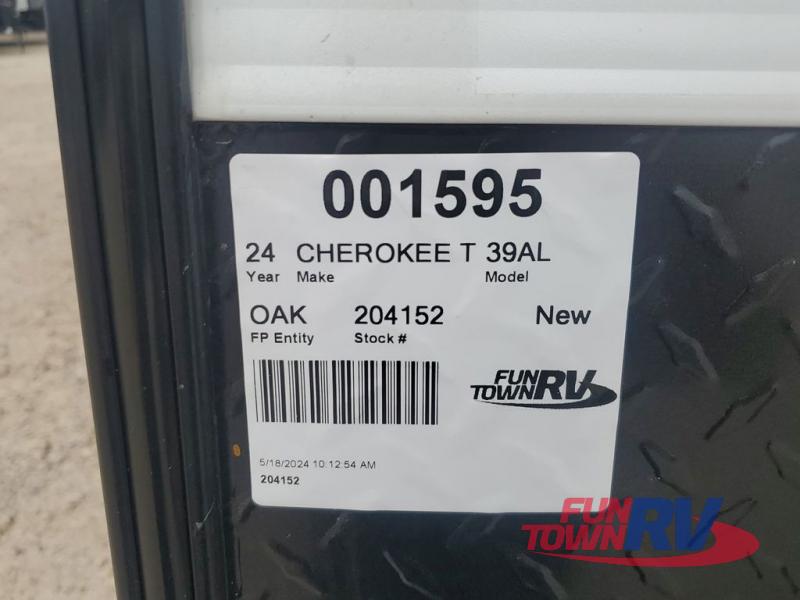 001595
24 CHEROKEE T 39AL
Year Make Model
OAK 204152 New
FP Entity Stock #
FUN
TOWN RV
5/18/2024 10:12:54 AM
204152
FUN
TOWN RV